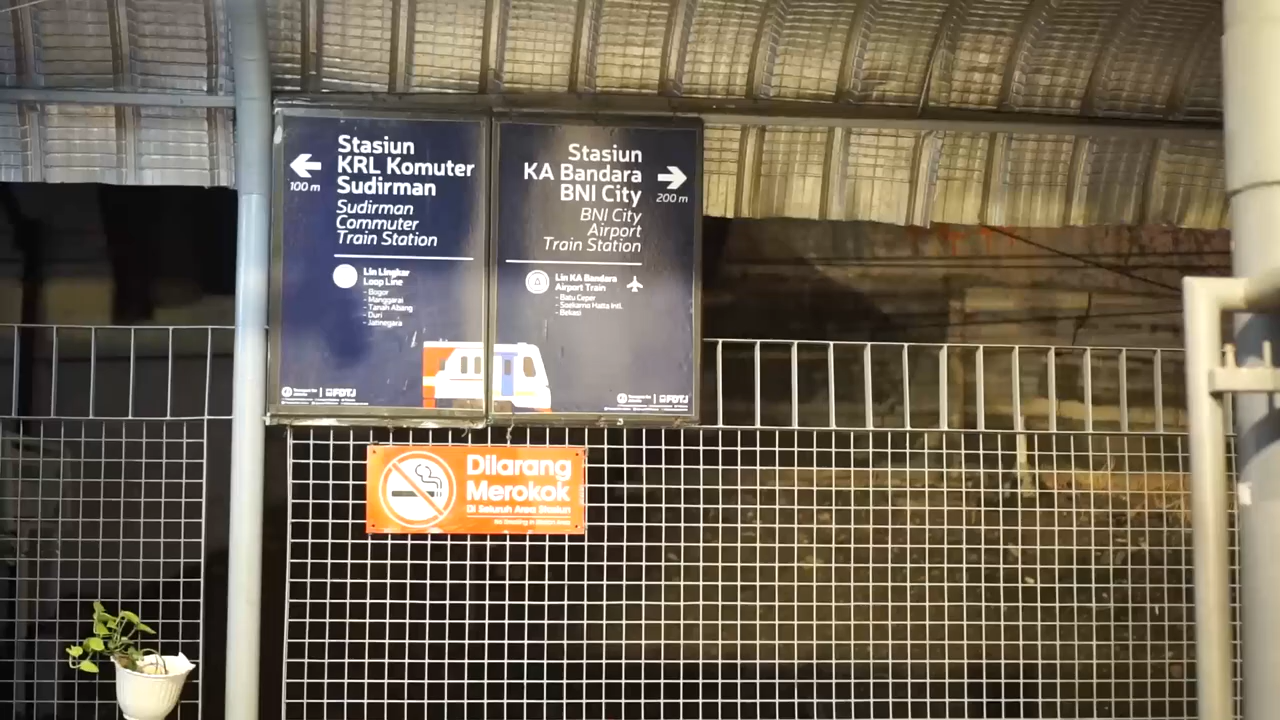 Stasiun
KRL Komuter
Sudirman
100 m
Sudirman
Commuter
Train Station
Lin Lingkar
Loop Line
- Bogor
- Manggarai
- Tanah Abang
- Duri
- Jatinegara
FDTJ
Stasiun
KA Bandara
BNI City
200 m
BNI City
Airport
Train Station
Lin KA Bandara
Airport Train
- Batu Ceper
- Soekarno Hatta Intl.
- Bekasi
FDTJ
Dilarang
Merokok
Di Seluruh Area Stasiun
No Smoking in Station Area